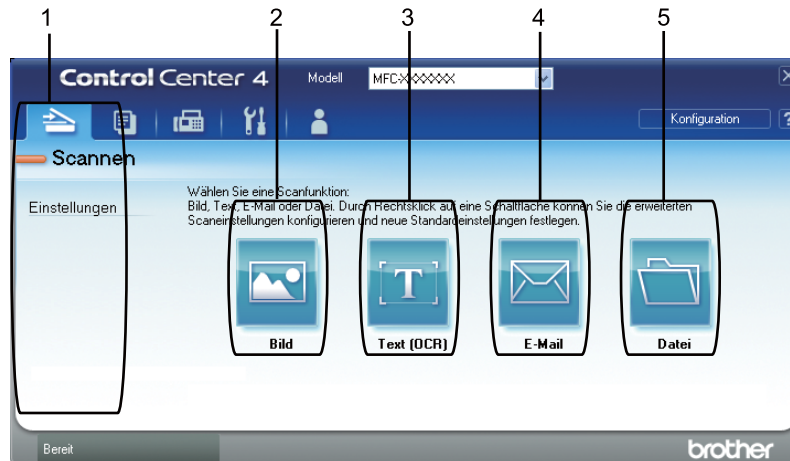 1 2 3 4 5
Control Center 4 Modell MFC-XXXXXX
Konfiguration ?
Scannen
Wählen Sie eine Scanfunktion:
Einstellungen
Bild, Text, E-Mail oder Datei. Durch Rechtsklick auf eine Schaltfläche können Sie die erweiterten
Scaneinstellungen konfigurieren und neue Standardeinstellungen festlegen.
T
Bild Text (OCR) E-Mail Datei
Bereit brother